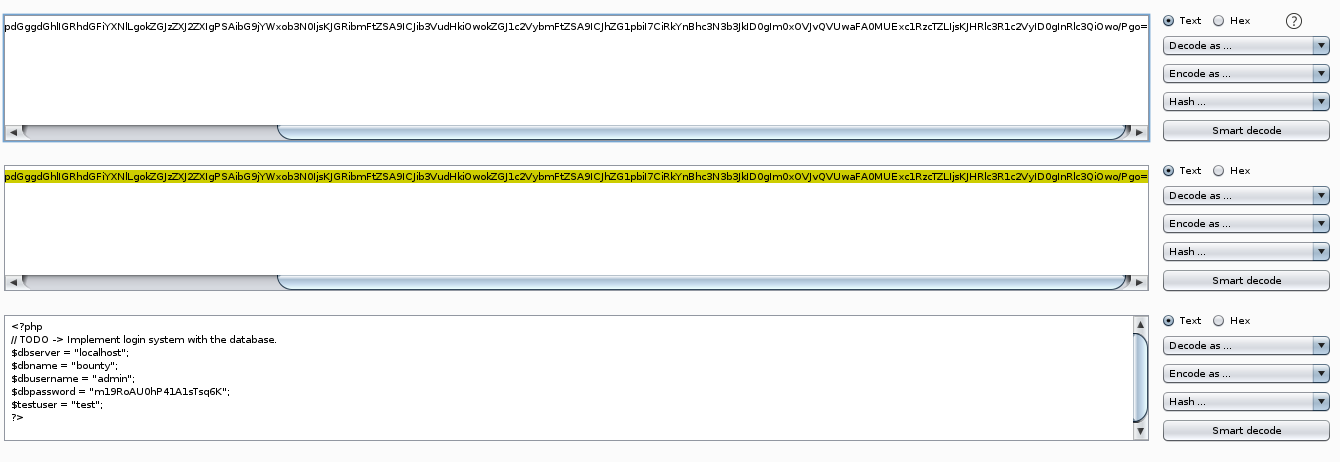 pdGggdGhlIGRhdGFiYXNlLgokZGJzZXJ2ZXIgPSAibG9jYWxob3N0IjsKJGRibmFtZSA9ICJib3VudHkiOwokZGJ1c2VybmFtZSA9ICJhZG1pbiI7CiRkYnBhc3N3b3JkID0gIm0xOVJvQVUwaFA0MUExc1RzcTZLIjsKJHRlc3R1c2VyID0gInRlc3QiOwo/Pgo=
Text Hex ?
Decode as ...
Encode as ...
Hash ...
Smart decode
pdGggdGhlIGRhdGFiYXNlLgokZGJzZXJ2ZXIgPSAibG9jYWxob3N0IjsKJGRibmFtZSA9ICJib3VudHkiOwokZGJ1c2VybmFtZSA9ICJhZG1pbiI7CiRkYnBhc3N3b3JkID0gIm0xOVJvQVUwaFA0MUExc1RzcTZLIjsKJHRlc3R1c2VyID0gInRlc3QiOwo/Pgo=
Text Hex
Decode as ...
Encode as ...
Hash ...
Smart decode
<?php
// TODO -> Implement login system with the database.
$dbserver = "localhost";
$dbname = "bounty";
$dbusername = "admin";
$dbpassword = "m19RoAU0hP41A1sTsq6K";
$testuser = "test";
?>
Text Hex
Decode as ...
Encode as ...
Hash ...
Smart decode